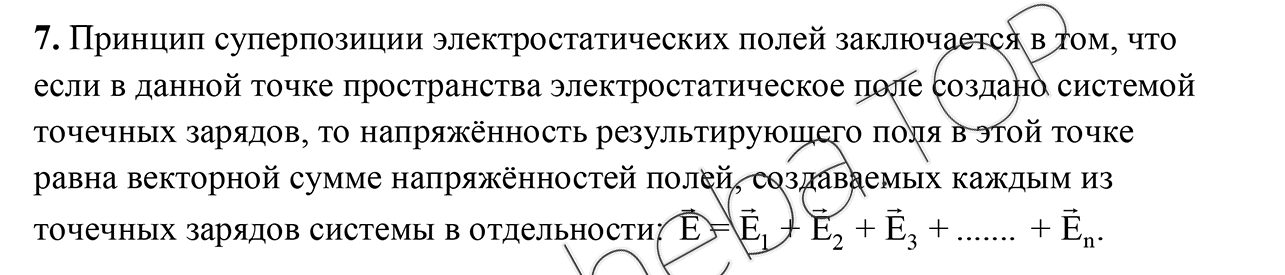 7. Принцип суперпозиции электростатических полей заключается в том, что
если в данной точке пространства электростатическое поле создано системой
точечных зарядов, то напряжённость результирующего поля в этой точке
равна векторной сумме напряжённостей полей, создаваемых каждым из
точечных зарядов системы в отдельности: E⃗ = E⃗₁ + E⃗₂ + E⃗₃ + ....... + E⃗ₙ.